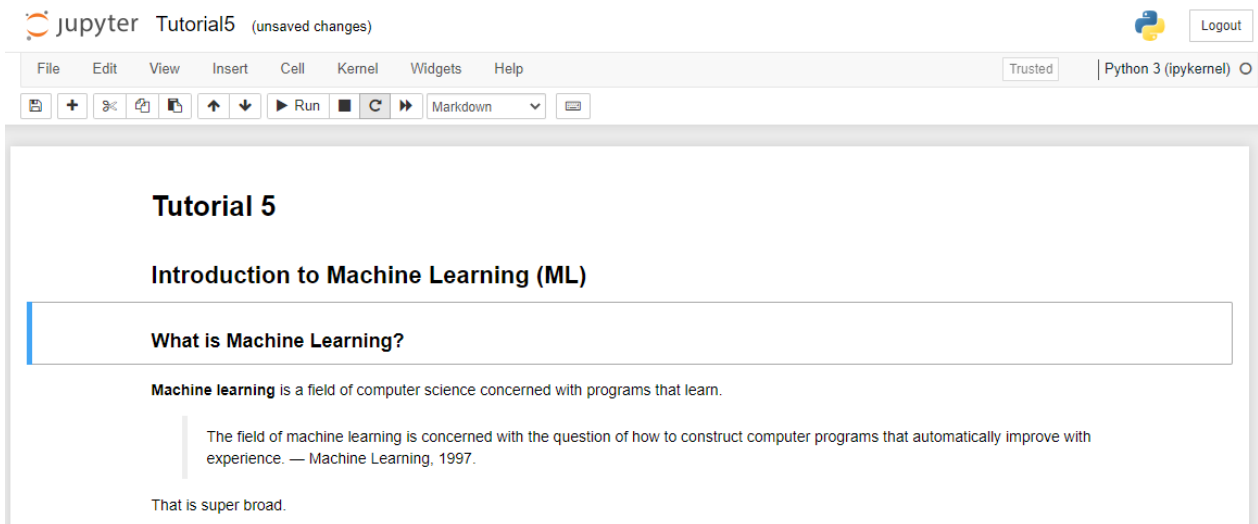 jupyter Tutorial5 (unsaved changes) Logout
File Edit View Insert Cell Kernel Widgets Help Trusted Python 3 (ipykernel)
Run Markdown
Tutorial 5
Introduction to Machine Learning (ML)
What is Machine Learning?
Machine learning is a field of computer science concerned with programs that learn.
The field of machine learning is concerned with the question of how to construct computer programs that automatically improve with
experience. — Machine Learning, 1997.
That is super broad.